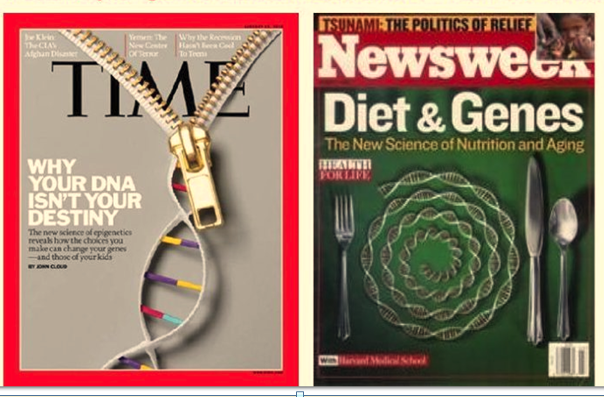 Joe Klein
The CIA's
Afghan Disaster
Yemen: The
New Center
Of Terror
Why the Recession
Hasn't Been Cool
To Teens
TIME
WHY
YOUR DNA
ISN'T YOUR
DESTINY
The new science of epigenetics
reveals how the choices you
make can change your genes
—and those of your kids
BY JOHN CLOUD
TSUNAMI: THE POLITICS OF RELIEF
Newsweek
Diet & Genes
The New Science of Nutrition and Aging
HEALTH
FOR LIFE
With Harvard Medical School